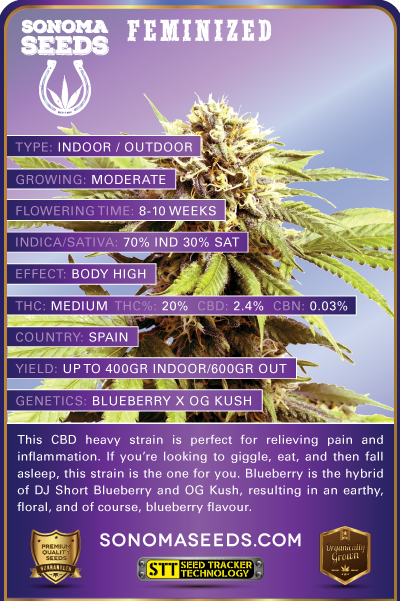 SONOMA
SEEDS
FEMINIZED
TYPE: INDOOR / OUTDOOR
GROWING: MODERATE
FLOWERING TIME: 8-10 WEEKS
INDICA/SATIVA: 70% IND 30% SAT
EFFECT: BODY HIGH
THC: MEDIUM THC%: 20% CBD: 2.4% CBN: 0.03%
COUNTRY: SPAIN
YIELD: UP TO 400GR INDOOR/600GR OUT
GENETICS: BLUEBERRY X OG KUSH
This CBD heavy strain is perfect for relieving pain and
inflammation. If you're looking to giggle, eat, and then fall
asleep, this strain is the one for you. Blueberry is the hybrid
of DJ Short Blueberry and OG Kush, resulting in an earthy,
floral, and of course, blueberry flavour.
PREMIUM
QUALITY
SEEDS
GUARANTEED
SONOMASEEDS.COM
STT SEED TRACKER
TECHNOLOGY
Organically
Grown